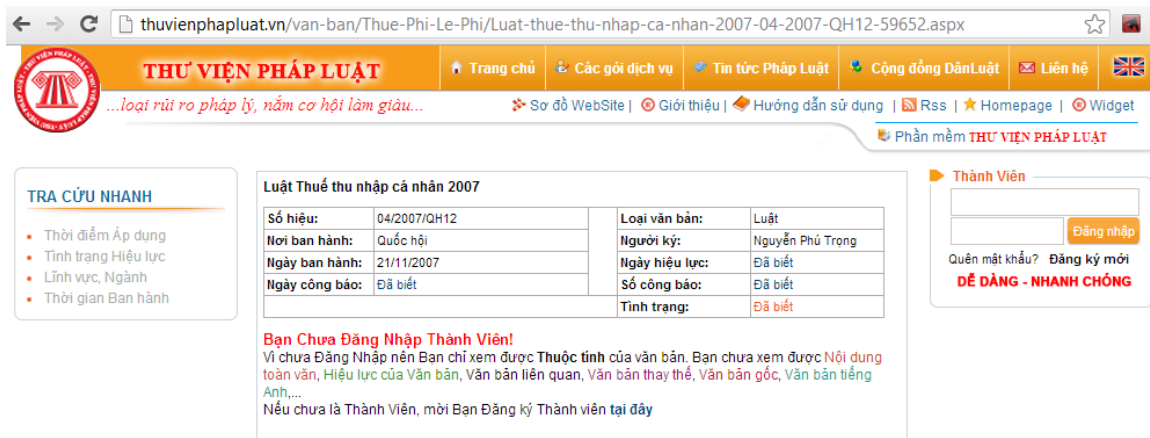 thuvienphapluat.vn/van-ban/Thue-Phi-Le-Phi/Luat-thue-thu-nhap-ca-nhan-2007-04-2007-QH12-59652.aspx
THƯ VIỆN PHÁP LUẬT
Trang chủ
Các gói dịch vụ
Tin tức Pháp Luật
Cộng đồng DânLuật
Liên hệ
...loại rủi ro pháp lý, nắm cơ hội làm giàu...
Sơ đồ WebSite | Giới thiệu | Hướng dẫn sử dụng | Rss | Homepage | Widget
Phần mềm THƯ VIỆN PHÁP LUẬT
TRA CỨU NHANH
Thời điểm Áp dụng
Tình trạng Hiệu lực
Lĩnh vực, Ngành
Thời gian Ban hành
Luật Thuế thu nhập cá nhân 2007
Số hiệu: 04/2007/QH12 Loại văn bản: Luật
Nơi ban hành: Quốc hội Người ký: Nguyễn Phú Trọng
Ngày ban hành: 21/11/2007 Ngày hiệu lực: Đã biết
Ngày công báo: Đã biết Số công báo: Đã biết
Tình trạng: Đã biết
Bạn Chưa Đăng Nhập Thành Viên!
Vì chưa Đăng Nhập nên Bạn chỉ xem được Thuộc tính của văn bản. Bạn chưa xem được Nội dung
toàn văn, Hiệu lực của Văn bản, Văn bản liên quan, Văn bản thay thế, Văn bản gốc, Văn bản tiếng
Anh,...
Nếu chưa là Thành Viên, mời Bạn Đăng ký Thành viên tại đây
Thành Viên
Đăng nhập
Quên mật khẩu? Đăng ký mới
DỄ DÀNG - NHANH CHÓNG